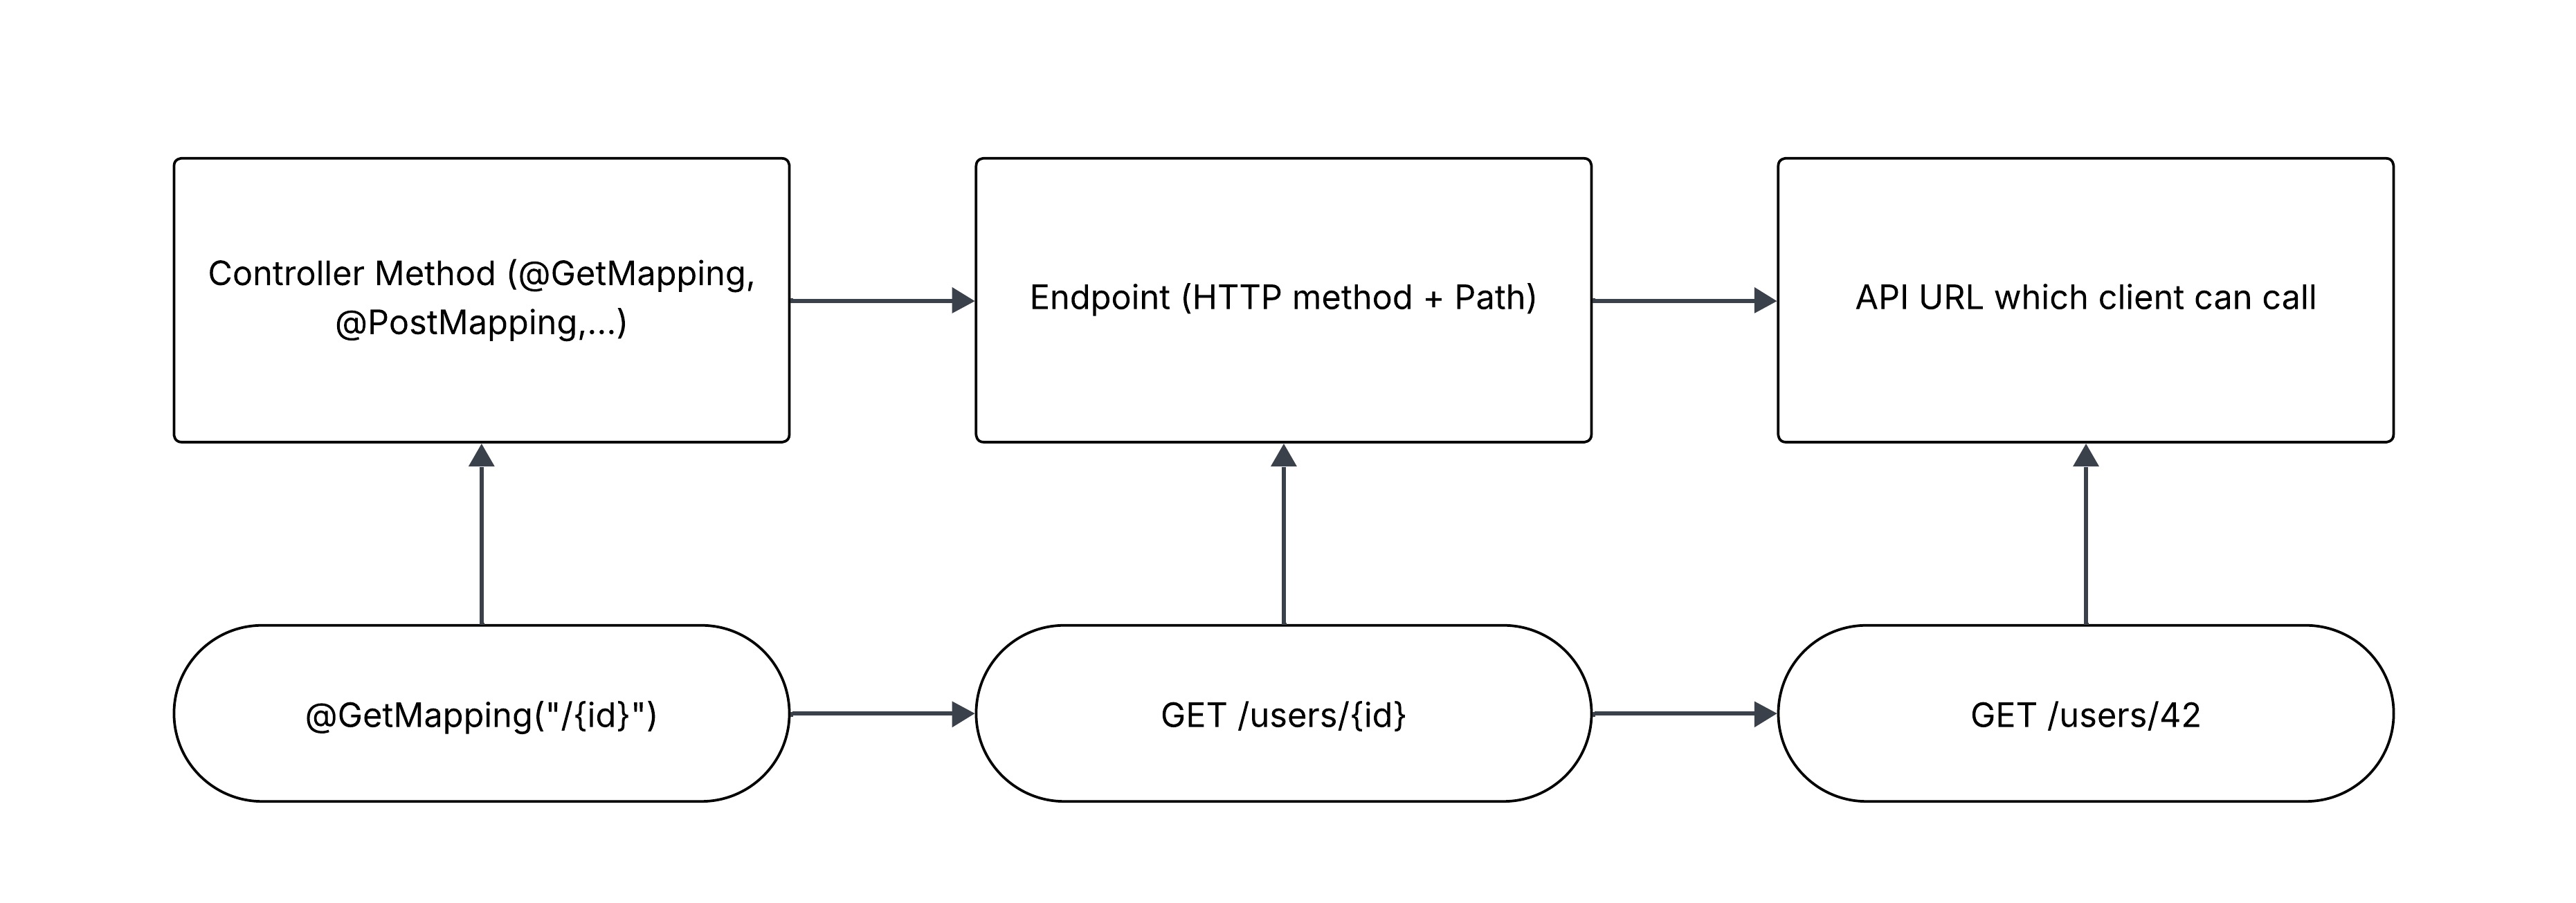 Controller Method (@GetMapping,
@PostMapping,...)
Endpoint (HTTP method + Path)
API URL which client can call
@GetMapping("/{id}")
GET /users/{id}
GET /users/42